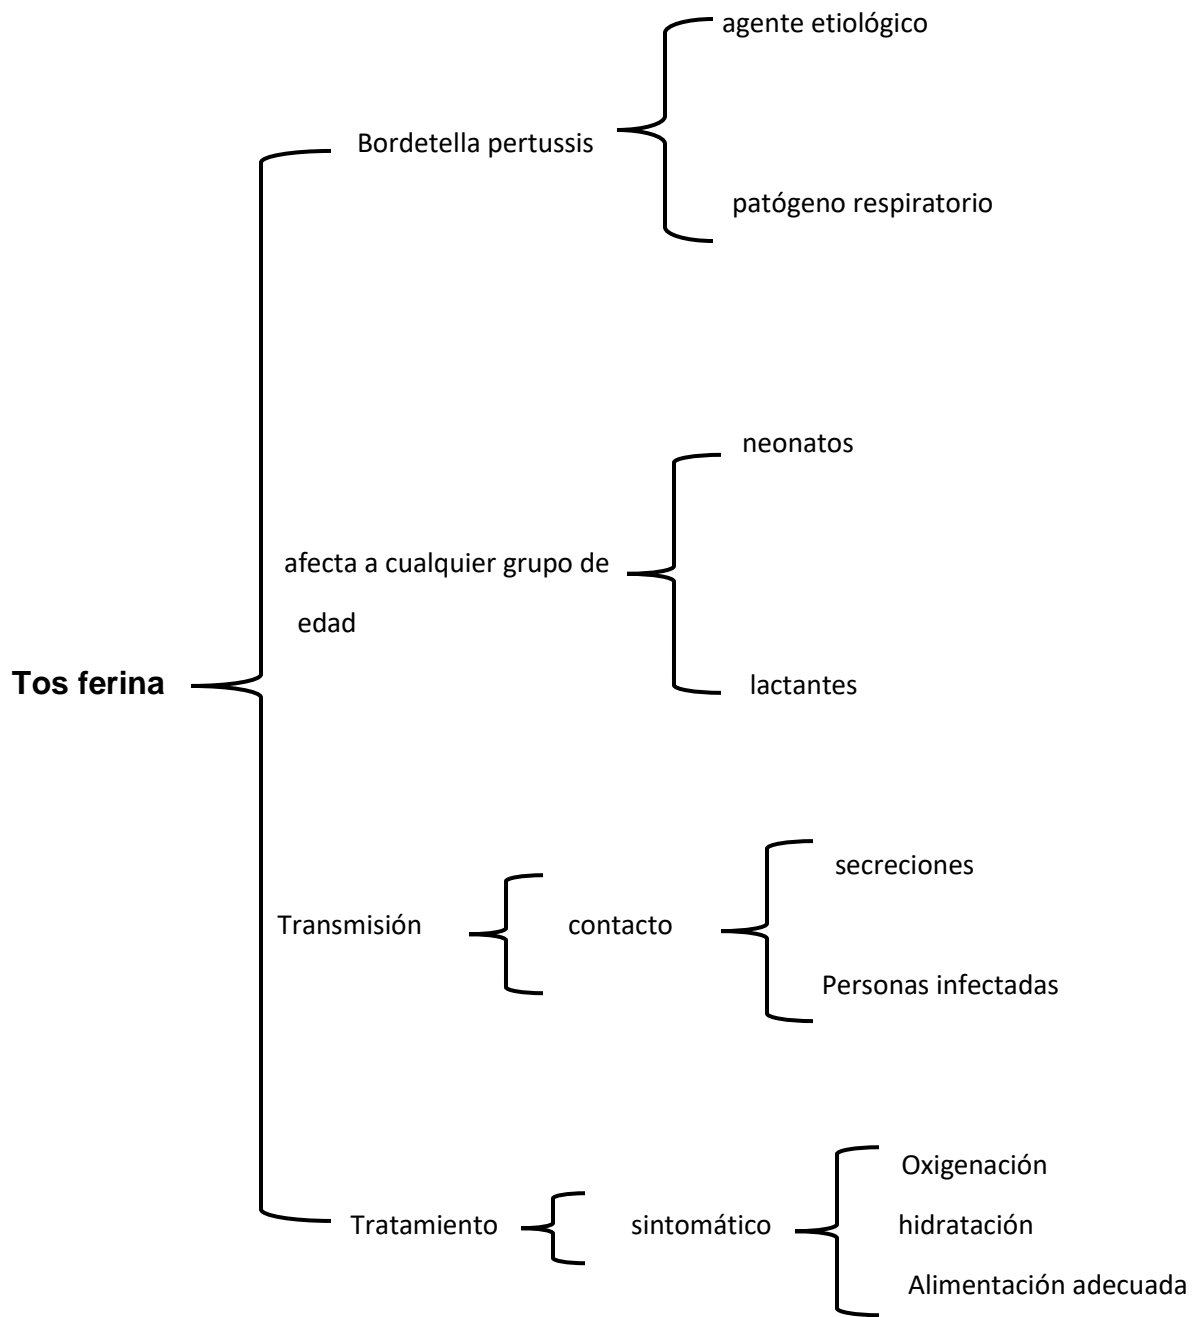 agente etiológico
Bordetella pertussis
patógeno respiratorio
neonatos
afecta a cualquier grupo de
edad
Tos ferina
lactantes
secreciones
Transmisión
contacto
Personas infectadas
Oxigenación
Tratamiento
sintomático
hidratación
Alimentación adecuada